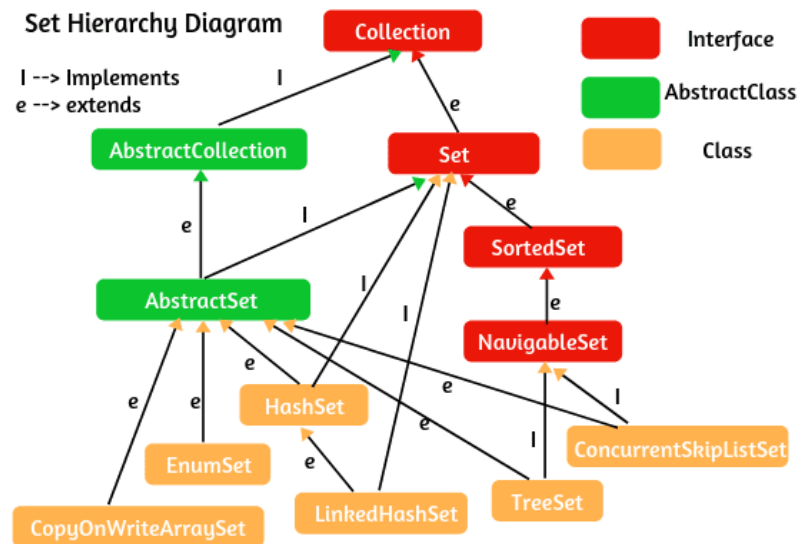 Set Hierarchy Diagram
I --> Implements
e --> extends
Collection
Interface
AbstractClass
Class
I
e
AbstractCollection
Set
e
I
e
SortedSet
AbstractSet
I
I
e
NavigableSet
e
e
e
e
e
I
HashSet
I
e
ConcurrentSkipListSet
EnumSet
CopyOnWriteArraySet
LinkedHashSet
TreeSet